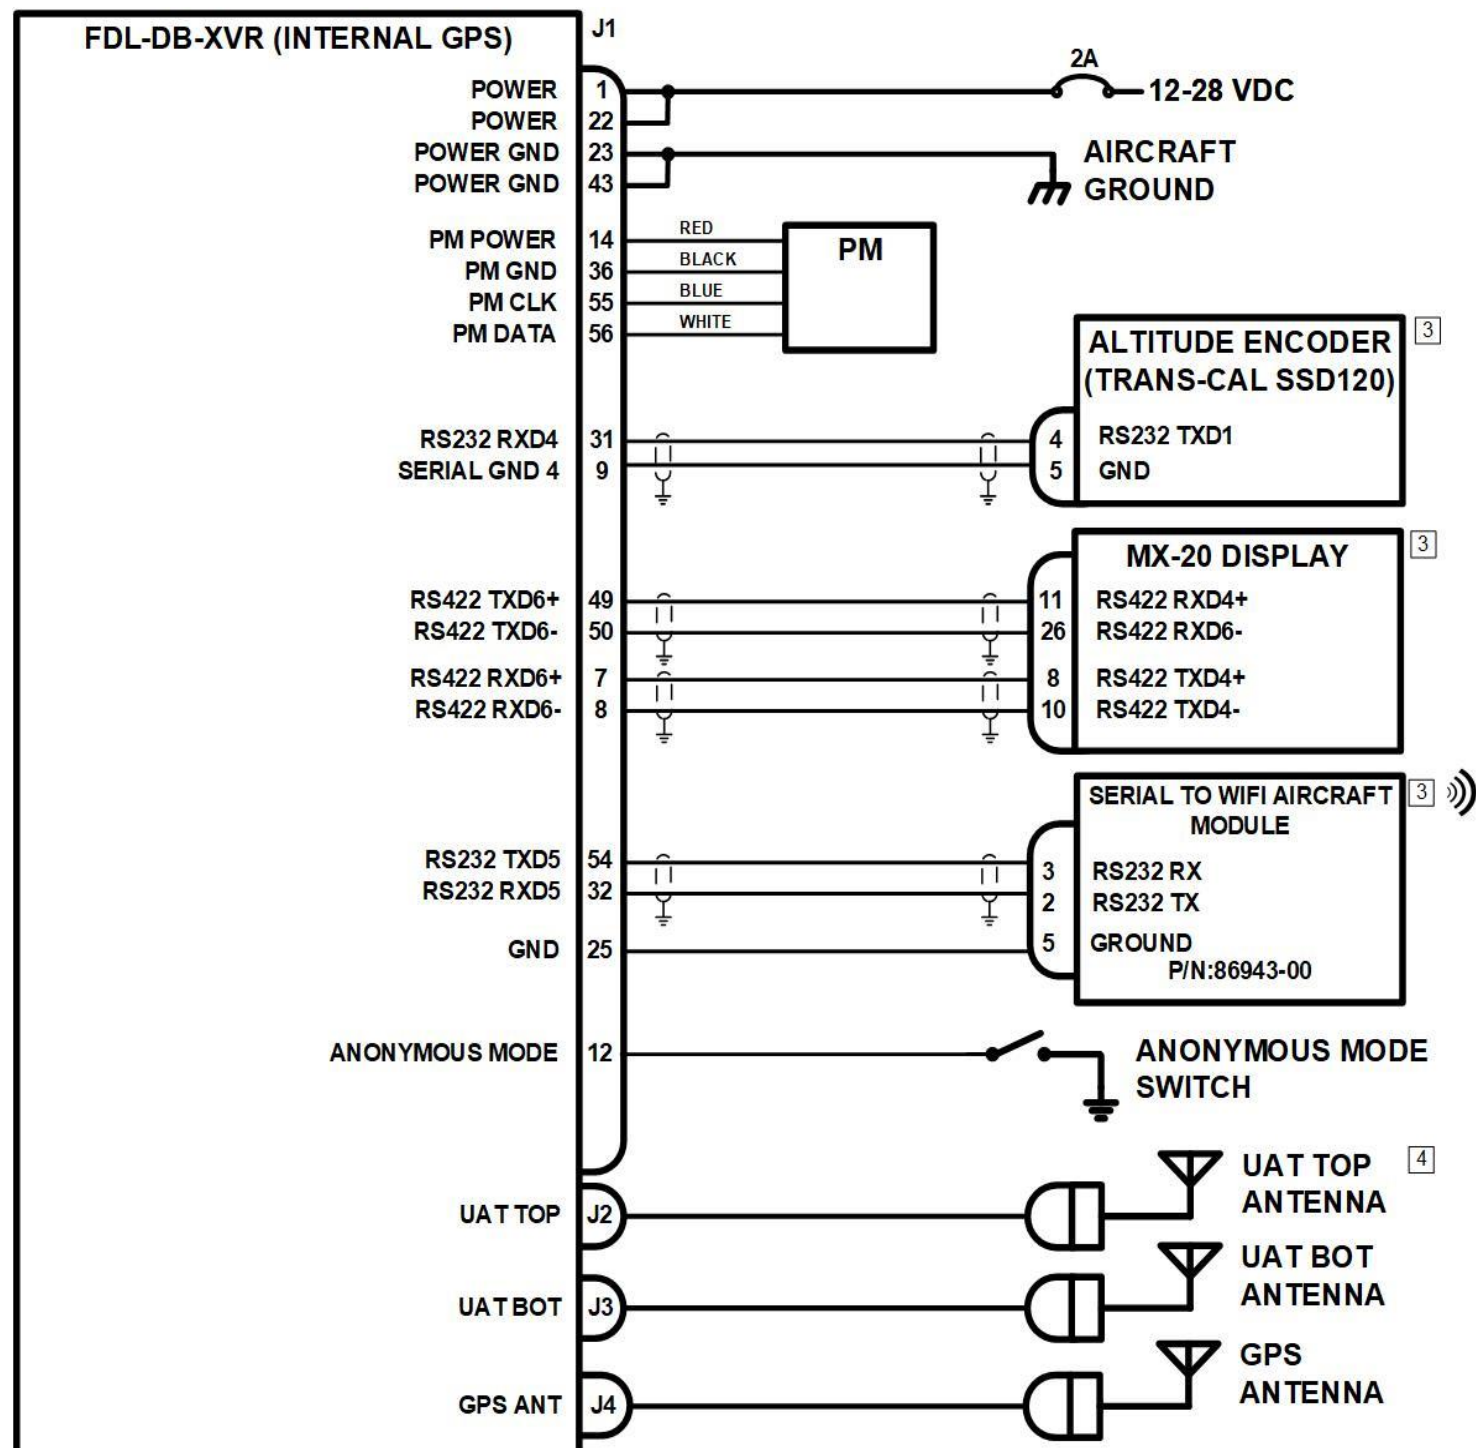 FDL-DB-XVR (INTERNAL GPS)
J1
POWER 1
2A
12-28 VDC
POWER 22
POWER GND 23
AIRCRAFT
GROUND
POWER GND 43
PM POWER 14 RED
PM
PM GND 36 BLACK
PM CLK 55 BLUE
PM DATA 56 WHITE
ALTITUDE ENCODER 3
(TRANS-CAL SSD120)
RS232 RXD4 31 4 RS232 TXD1
SERIAL GND 4 9 5 GND
MX-20 DISPLAY 3
RS422 TXD6+ 49 11 RS422 RXD4+
RS422 TXD6- 50 26 RS422 RXD6-
RS422 RXD6+ 7 8 RS422 TXD4+
RS422 RXD6- 8 10 RS422 TXD4-
SERIAL TO WIFI AIRCRAFT 3
MODULE
RS232 TXD5 54 3 RS232 RX
RS232 RXD5 32 2 RS232 TX
GND 25 5 GROUND
P/N:86943-00
ANONYMOUS MODE 12
ANONYMOUS MODE
SWITCH
UAT TOP J2
UAT TOP 4
ANTENNA
UAT BOT J3
UAT BOT
ANTENNA
GPS ANT J4
GPS
ANTENNA